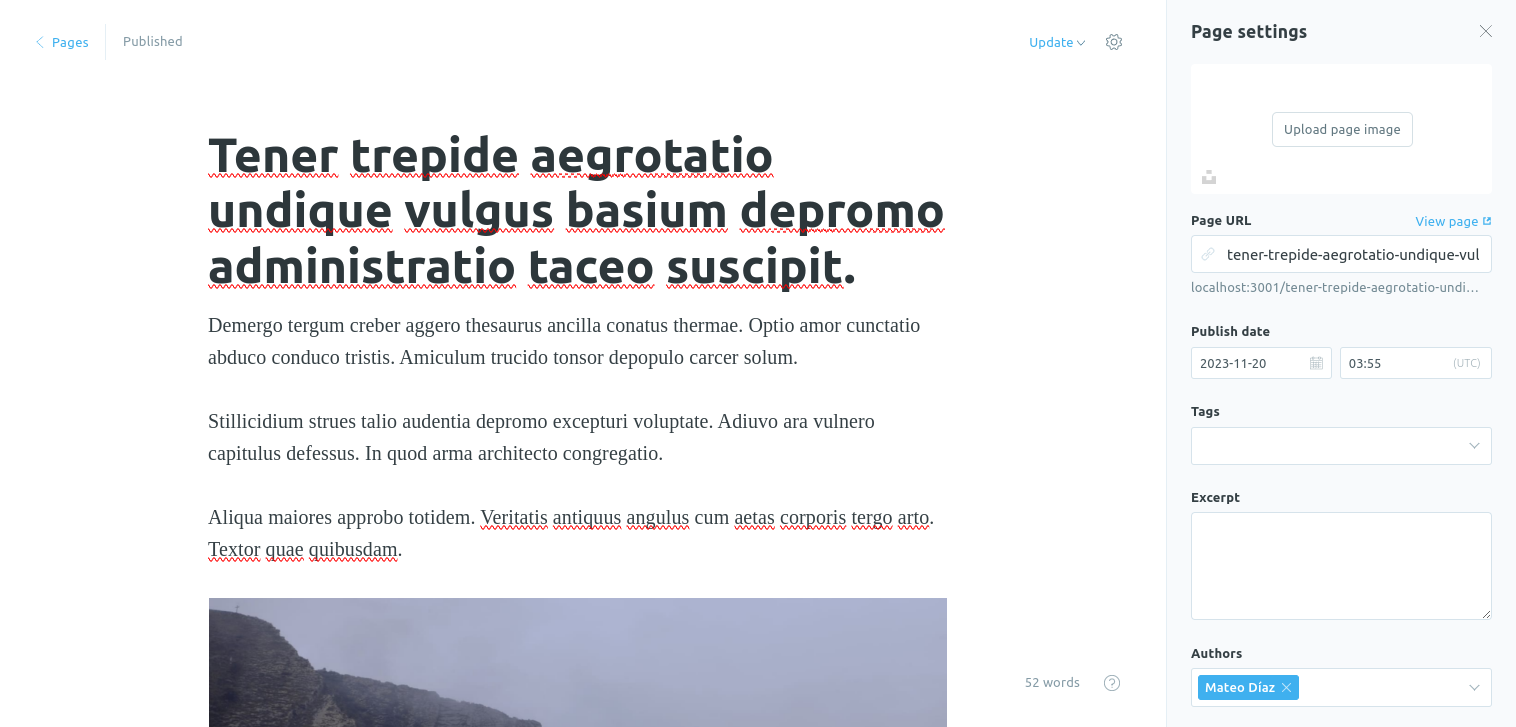 Pages
Published
Update
Tener trepide aegrotatio
undique vulgus basium depromo
administratio taceo suscipit.
Demergo tergum creber aggero thesaurus ancilla conatus thermae. Optio amor cunctatio
abduco conduco tristis. Amiculum trucido tonsor depopulo carcer solum.
Stillicidium strues talio audentia depromo excepturi voluptate. Adiuvo ara vulnero
capitulus defessus. In quod arma architecto congregatio.
Aliqua maiores approbo totidem. Veritatis antiquus angulus cum aetas corporis tergo arto.
Textor quae quibusdam.
52 words
Page settings
Upload page image
Page URL
View page
tener-trepide-aegrotatio-undique-vul
localhost:3001/tener-trepide-aegrotatio-undi...
Publish date
2023-11-20
03:55
(UTC)
Tags
Excerpt
Authors
Mateo Díaz